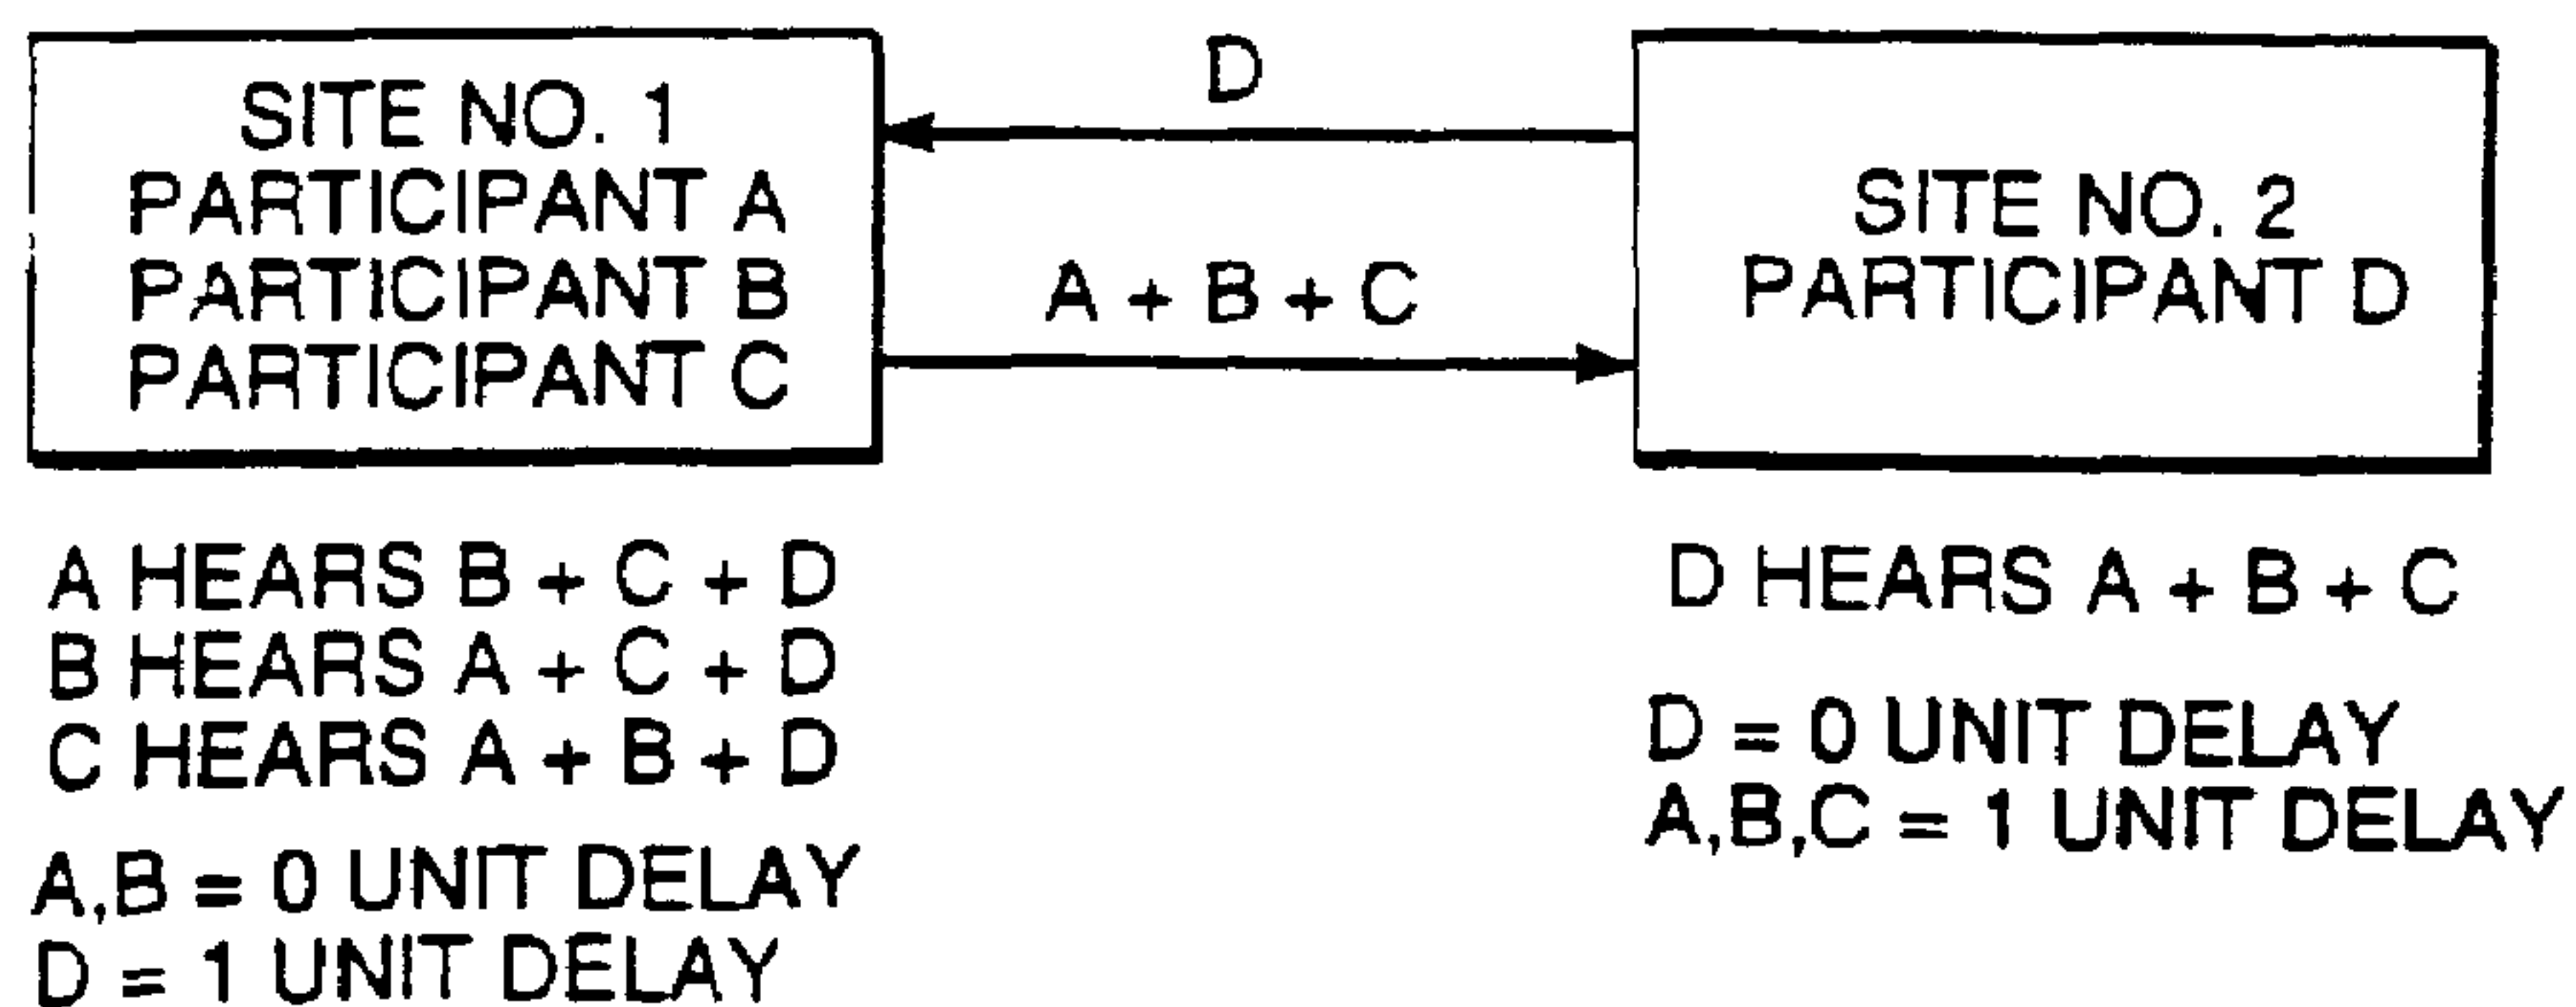 SITE NO. 1
PARTICIPANT A
PARTICIPANT B
PARTICIPANT C
D
A + B + C
SITE NO. 2
PARTICIPANT D
A HEARS B + C + D
B HEARS A + C + D
C HEARS A + B + D
A,B = 0 UNIT DELAY
D = 1 UNIT DELAY
D HEARS A + B + C
D = 0 UNIT DELAY
A,B,C = 1 UNIT DELAY